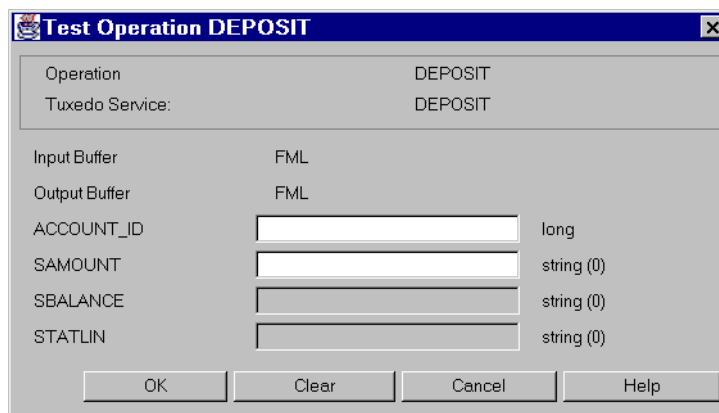 Test Operation DEPOSIT
Operation DEPOSIT
Tuxedo Service: DEPOSIT
Input Buffer FML
Output Buffer FML
ACCOUNT_ID long
SAMOUNT string (0)
SBALANCE string (0)
STATLIN string (0)
OK Clear Cancel Help